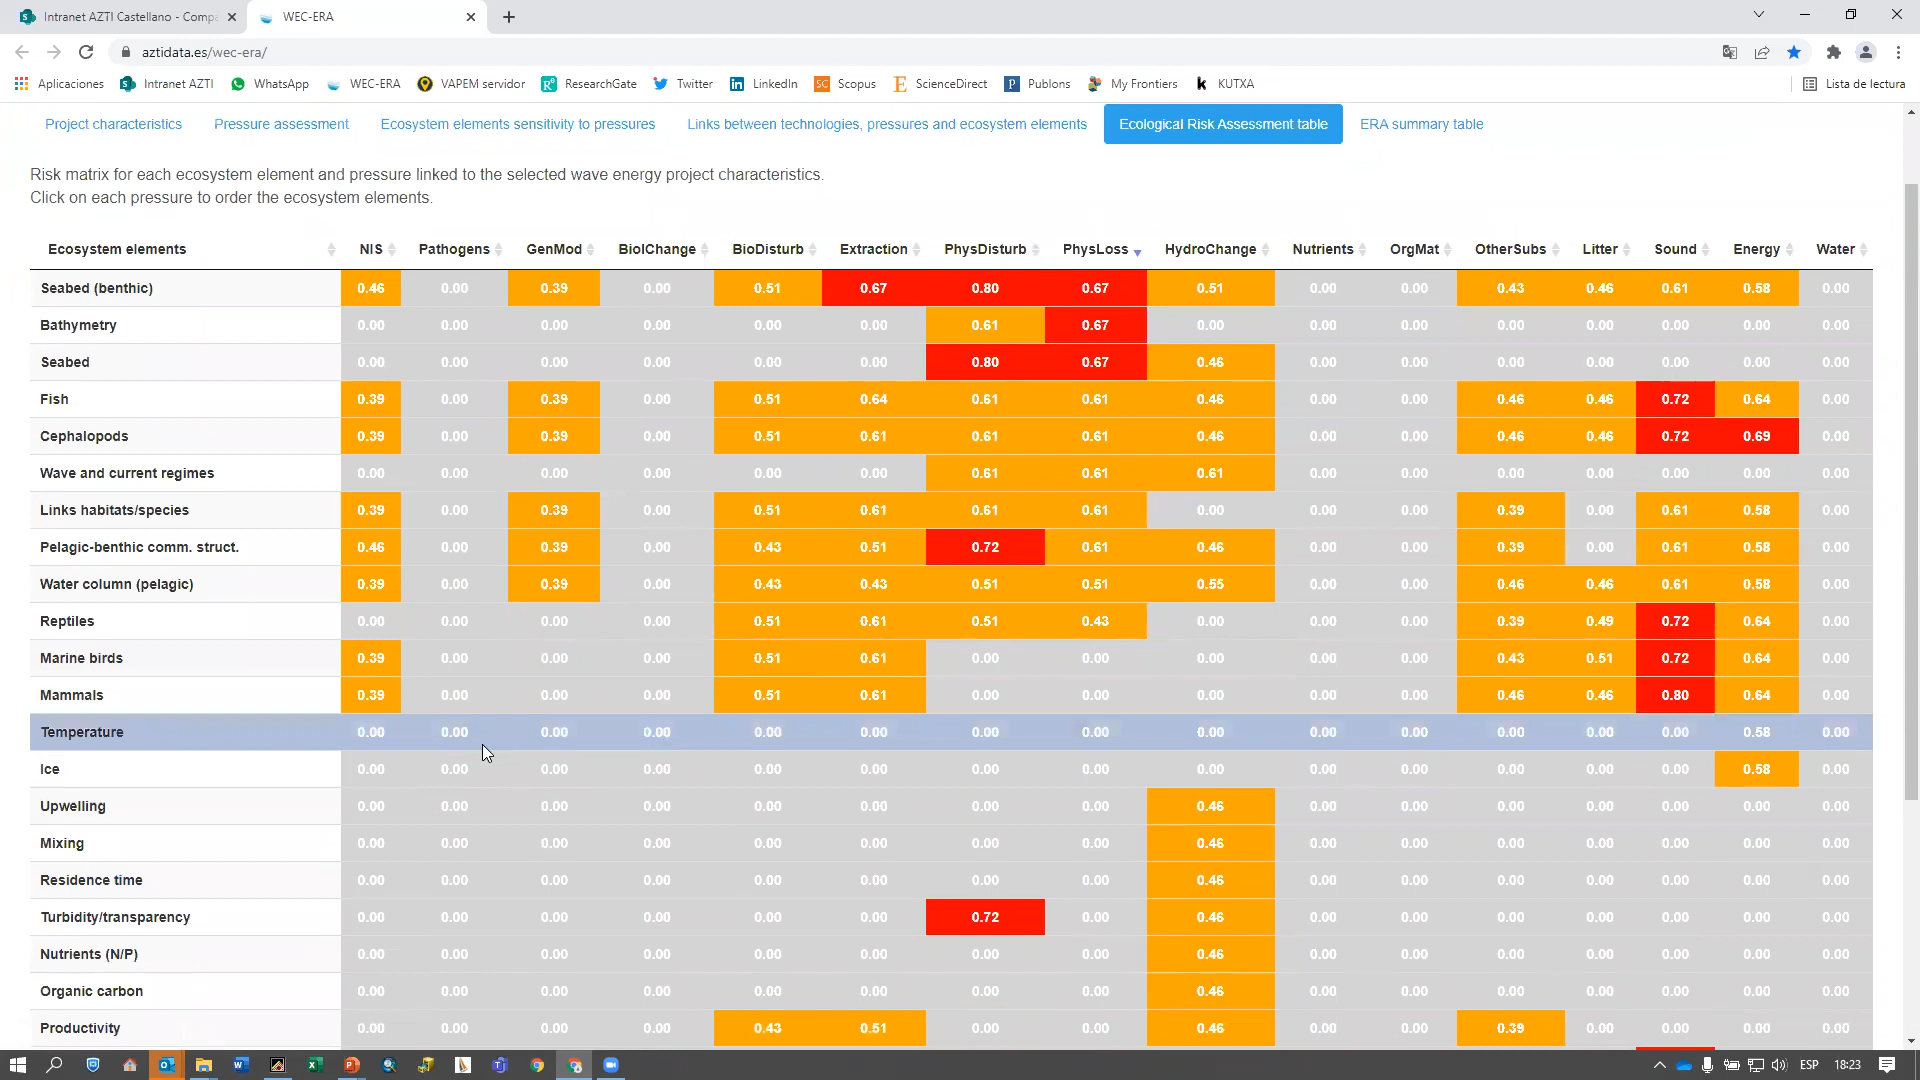 Intranet AZTI Castellano - Compa
WEC-ERA
aztidata.es/wec-era/
Aplicaciones Intranet AZTI WhatsApp WEC-ERA VAPEM servidor ResearchGate Twitter LinkedIn Scopus ScienceDirect Publons My Frontiers KUTXA Lista de lectura
Project characteristics Pressure assessment Ecosystem elements sensitivity to pressures Links between technologies, pressures and ecosystem elements Ecological Risk Assessment table ERA summary table
Risk matrix for each ecosystem element and pressure linked to the selected wave energy project characteristics.
Click on each pressure to order the ecosystem elements.
Ecosystem elements NIS Pathogens GenMod BiolChange BioDisturb Extraction PhysDisturb PhysLoss HydroChange Nutrients OrgMat OtherSubs Litter Sound Energy Water
Seabed (benthic) 0.46 0.00 0.39 0.00 0.51 0.67 0.80 0.67 0.51 0.00 0.00 0.43 0.46 0.61 0.58 0.00
Bathymetry 0.00 0.00 0.00 0.00 0.00 0.00 0.61 0.67 0.00 0.00 0.00 0.00 0.00 0.00 0.00 0.00
Seabed 0.00 0.00 0.00 0.00 0.00 0.00 0.80 0.67 0.46 0.00 0.00 0.00 0.00 0.00 0.00 0.00
Fish 0.39 0.00 0.39 0.00 0.51 0.64 0.61 0.61 0.46 0.00 0.00 0.46 0.46 0.72 0.64 0.00
Cephalopods 0.39 0.00 0.39 0.00 0.51 0.61 0.61 0.61 0.46 0.00 0.00 0.46 0.46 0.72 0.69 0.00
Wave and current regimes 0.00 0.00 0.00 0.00 0.00 0.00 0.61 0.61 0.61 0.00 0.00 0.00 0.00 0.00 0.00 0.00
Links habitats/species 0.39 0.00 0.39 0.00 0.51 0.61 0.61 0.61 0.00 0.00 0.00 0.39 0.00 0.61 0.58 0.00
Pelagic-benthic comm. struct. 0.46 0.00 0.39 0.00 0.43 0.51 0.72 0.61 0.46 0.00 0.00 0.39 0.00 0.61 0.58 0.00
Water column (pelagic) 0.39 0.00 0.39 0.00 0.43 0.43 0.51 0.51 0.55 0.00 0.00 0.46 0.46 0.61 0.58 0.00
Reptiles 0.00 0.00 0.00 0.00 0.51 0.61 0.51 0.43 0.00 0.00 0.00 0.39 0.49 0.72 0.64 0.00
Marine birds 0.39 0.00 0.00 0.00 0.51 0.61 0.00 0.00 0.00 0.00 0.00 0.43 0.51 0.72 0.64 0.00
Mammals 0.39 0.00 0.00 0.00 0.51 0.61 0.00 0.00 0.00 0.00 0.00 0.46 0.46 0.80 0.64 0.00
Temperature 0.00 0.00 0.00 0.00 0.00 0.00 0.00 0.00 0.00 0.00 0.00 0.00 0.00 0.00 0.58 0.00
Ice 0.00 0.00 0.00 0.00 0.00 0.00 0.00 0.00 0.00 0.00 0.00 0.00 0.00 0.00 0.58 0.00
Upwelling 0.00 0.00 0.00 0.00 0.00 0.00 0.00 0.00 0.46 0.00 0.00 0.00 0.00 0.00 0.00 0.00
Mixing 0.00 0.00 0.00 0.00 0.00 0.00 0.00 0.00 0.46 0.00 0.00 0.00 0.00 0.00 0.00 0.00
Residence time 0.00 0.00 0.00 0.00 0.00 0.00 0.00 0.00 0.46 0.00 0.00 0.00 0.00 0.00 0.00 0.00
Turbidity/transparency 0.00 0.00 0.00 0.00 0.00 0.00 0.72 0.00 0.46 0.00 0.00 0.00 0.00 0.00 0.00 0.00
Nutrients (N/P) 0.00 0.00 0.00 0.00 0.00 0.00 0.00 0.00 0.46 0.00 0.00 0.00 0.00 0.00 0.00 0.00
Organic carbon 0.00 0.00 0.00 0.00 0.00 0.00 0.00 0.00 0.46 0.00 0.00 0.00 0.00 0.00 0.00 0.00
Productivity 0.00 0.00 0.00 0.00 0.43 0.51 0.00 0.00 0.46 0.00 0.00 0.39 0.00 0.00 0.00 0.00
ESP 18:23